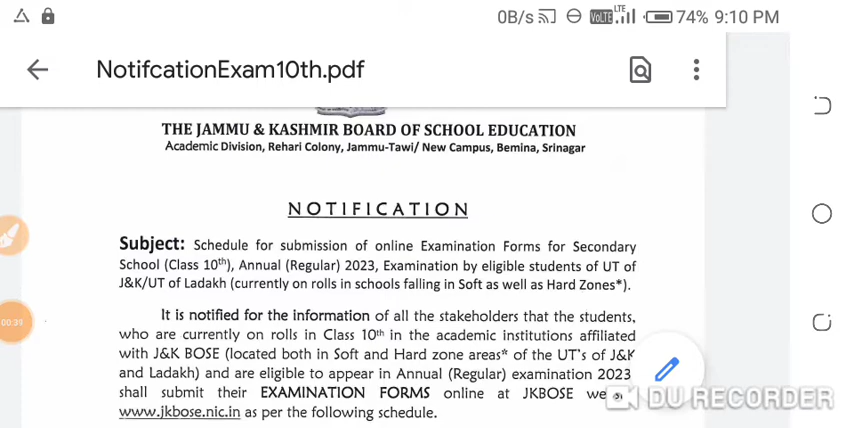 0B/s VoLTE LTE 74% 9:10 PM
NotifcationExam10th.pdf
THE JAMMU & KASHMIR BOARD OF SCHOOL EDUCATION
Academic Division, Rehari Colony, Jammu-Tawi/ New Campus, Bemina, Srinagar
NOTIFICATION
Subject: Schedule for submission of online Examination Forms for Secondary
School (Class 10th), Annual (Regular) 2023, Examination by eligible students of UT of
J&K/UT of Ladakh (currently on rolls in schools falling in Soft as well as Hard Zones*).
It is notified for the information of all the stakeholders that the students,
00:39
who are currently on rolls in Class 10th in the academic institutions affiliated
with J&K BOSE (located both in Soft and Hard zone areas* of the UT's of J&K
and Ladakh) and are eligible to appear in Annual (Regular) examination 2023
shall submit their EXAMINATION FORMS online at JKBOSE
www.jkbose.nic.in as per the following schedule.
DU RECORDER